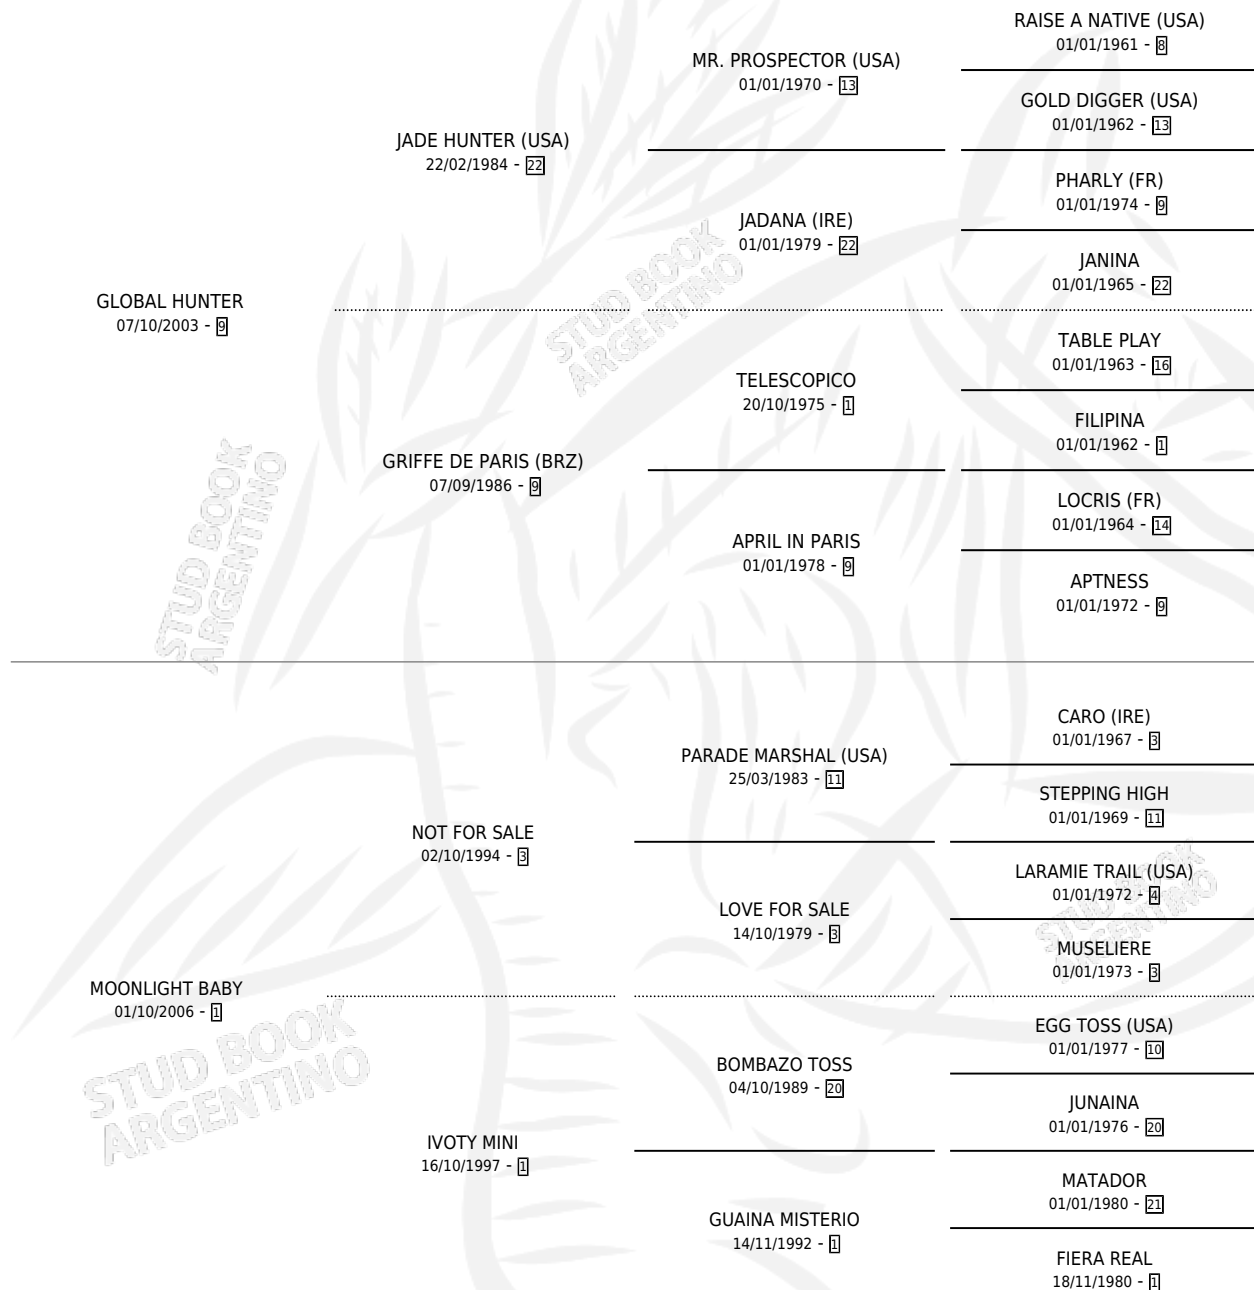 RAISE A NATIVE (USA)
01/01/1961 - 8
MR. PROSPECTOR (USA)
01/01/1970 - 13
GOLD DIGGER (USA)
01/01/1962 - 13
JADE HUNTER (USA)
22/02/1984 - 22
PHARLY (FR)
01/01/1974 - 9
JADANA (IRE)
01/01/1979 - 22
JANINA
01/01/1965 - 22
GLOBAL HUNTER
07/10/2003 - 9
TABLE PLAY
01/01/1963 - 16
TELESCOPICO
20/10/1975 - 1
FILIPINA
01/01/1962 - 1
GRIFFE DE PARIS (BRZ)
07/09/1986 - 9
LOCRIS (FR)
01/01/1964 - 14
APRIL IN PARIS
01/01/1978 - 9
APTNESS
01/01/1972 - 9
CARO (IRE)
01/01/1967 - 3
PARADE MARSHAL (USA)
25/03/1983 - 11
STEPPING HIGH
01/01/1969 - 11
NOT FOR SALE
02/10/1994 - 3
LARAMIE TRAIL (USA)
01/01/1972 - 4
LOVE FOR SALE
14/10/1979 - 3
MUSELIERE
01/01/1973 - 3
MOONLIGHT BABY
01/10/2006 - 1
EGG TOSS (USA)
01/01/1977 - 10
BOMBAZO TOSS
04/10/1989 - 20
JUNAINA
01/01/1976 - 20
IVOTY MINI
16/10/1997 - 1
MATADOR
01/01/1980 - 21
GUAINA MISTERIO
14/11/1992 - 1
FIERA REAL
18/11/1980 - 1
STUD BOOK
ARGENTINO
STUD BOOK
ARGENTINO
STUD BOOK
ARGENTINO
STUD BOOK
ARGENTINO